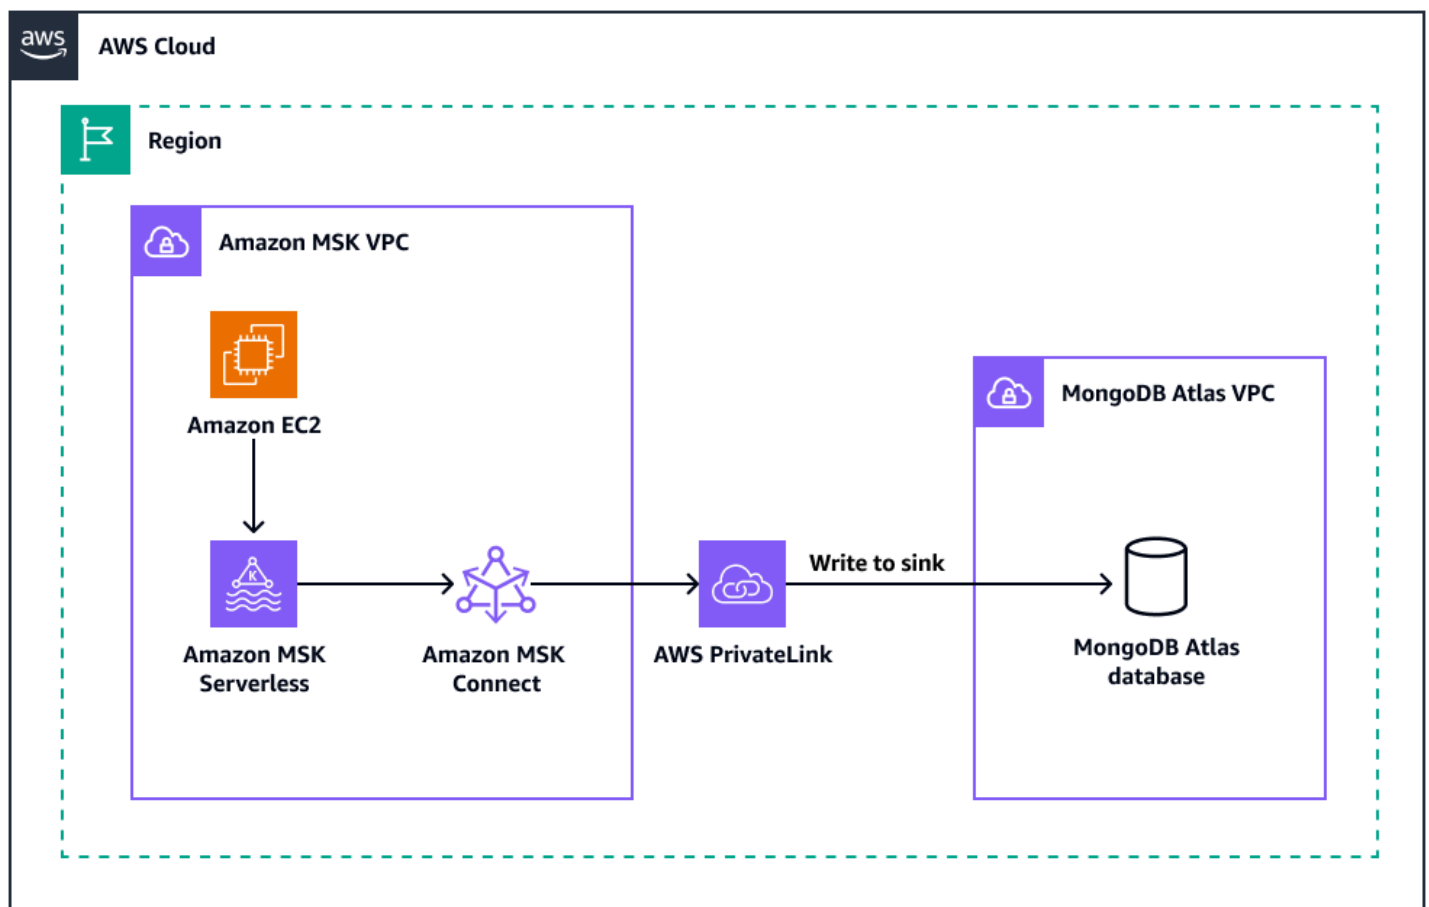 aws
AWS Cloud
Region
Amazon MSK VPC
Amazon EC2
MongoDB Atlas VPC
K
Write to sink
Amazon MSK
Serverless
Amazon MSK
Connect
AWS PrivateLink
MongoDB Atlas
database